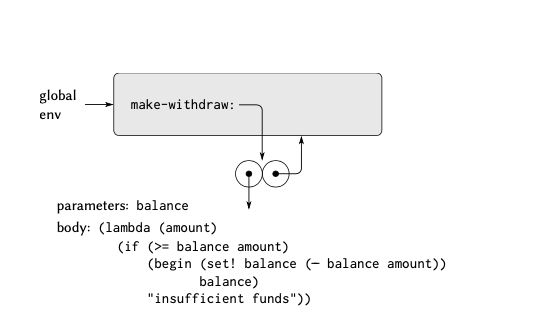 global
env
make-withdraw:
parameters: balance
body: (lambda (amount)
(if (>= balance amount)
(begin (set! balance (– balance amount))
balance)
"insufficient funds"))